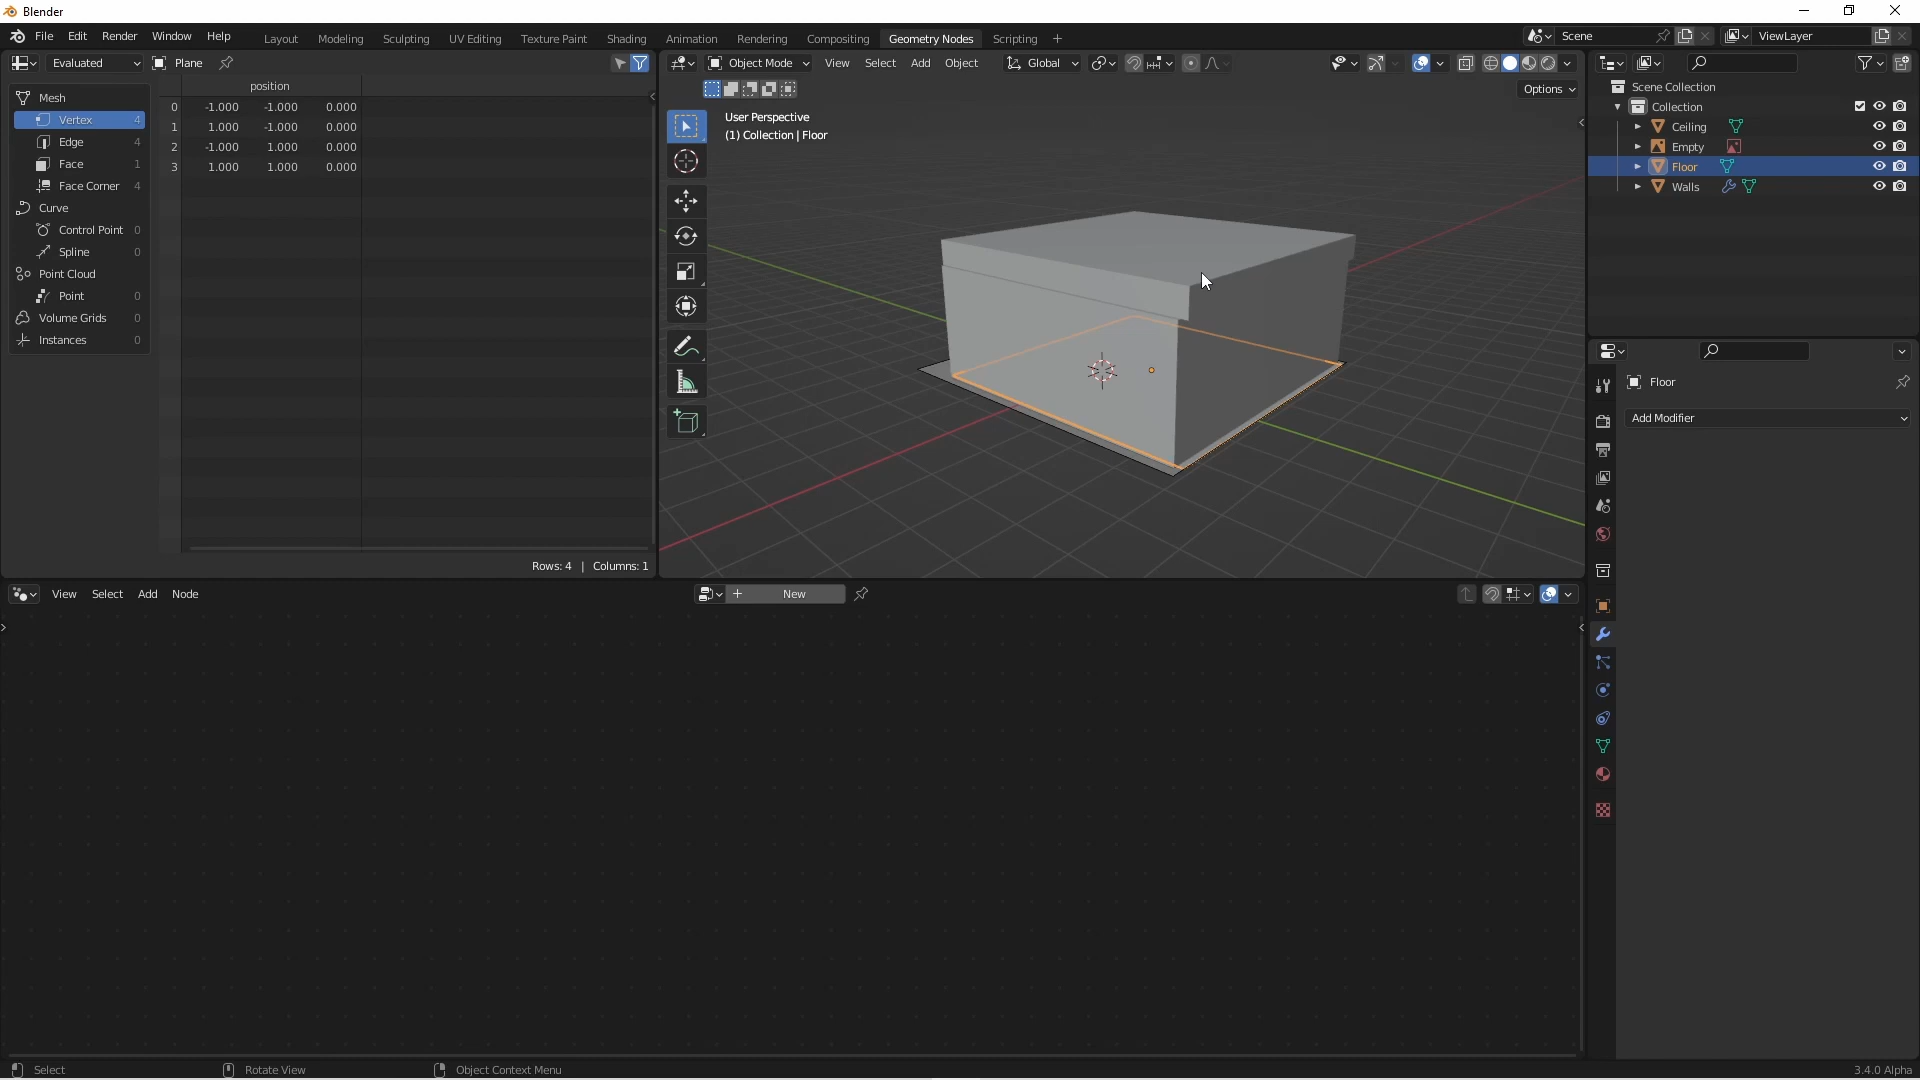 Blender
File Edit Render Window Help Layout Modeling Sculpting UV Editing Texture Paint Shading Animation Rendering Compositing Geometry Nodes Scripting + Scene ViewLayer
Evaluated Plane
Object Mode View Select Add Object Global
Options
position
0 -1.000 -1.000 0.000
1 1.000 -1.000 0.000
2 -1.000 1.000 0.000
3 1.000 1.000 0.000
Mesh
Vertex 4
Edge 4
Face 1
Face Corner 4
Curve
Control Point 0
Spline 0
Point Cloud
Point 0
Volume Grids 0
Instances 0
Rows: 4 | Columns: 1
User Perspective
(1) Collection | Floor
Scene Collection
Collection
Ceiling
Empty
Floor
Walls
Floor
Add Modifier
View Select Add Node + New
Select Rotate View Object Context Menu 3.4.0 Alpha